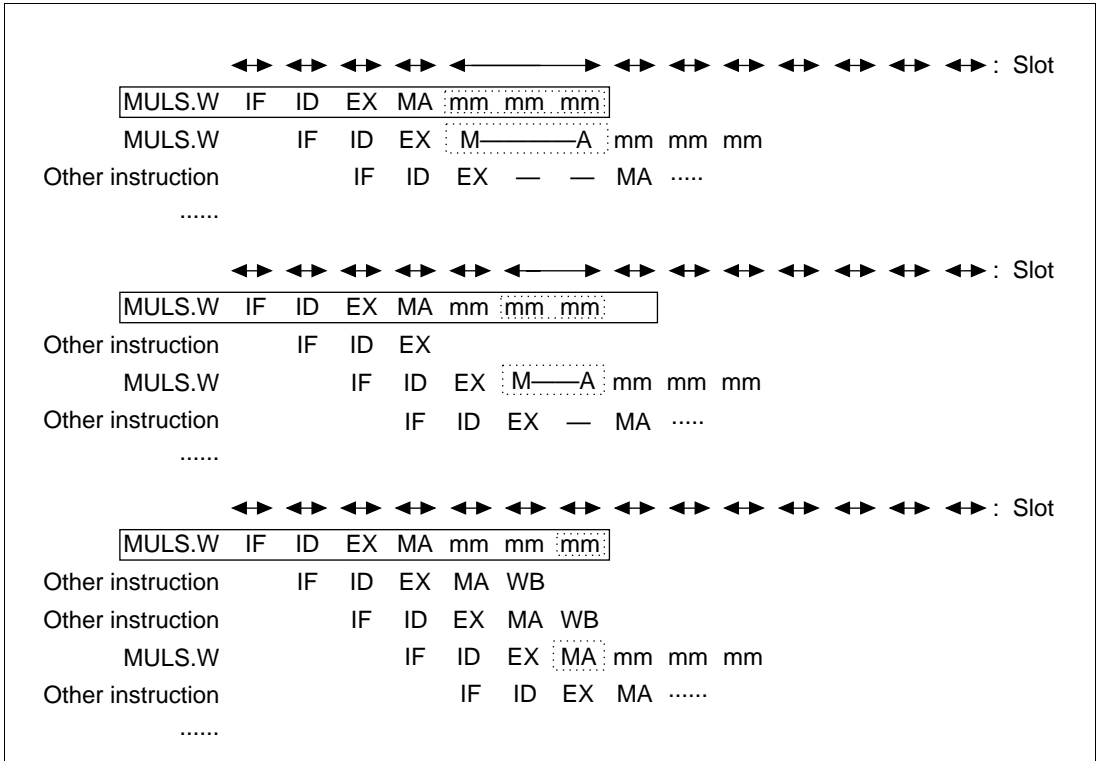 : Slot
MULS.W IF ID EX MA mm mm mm
MULS.W IF ID EX M———A mm mm mm
Other instruction IF ID EX — — MA ·····
......
: Slot
MULS.W IF ID EX MA mm mm mm
Other instruction IF ID EX
MULS.W IF ID EX M——A mm mm mm
Other instruction IF ID EX — MA ·····
......
: Slot
MULS.W IF ID EX MA mm mm mm
Other instruction IF ID EX MA WB
Other instruction IF ID EX MA WB
MULS.W IF ID EX MA mm mm mm
Other instruction IF ID EX MA ······
......